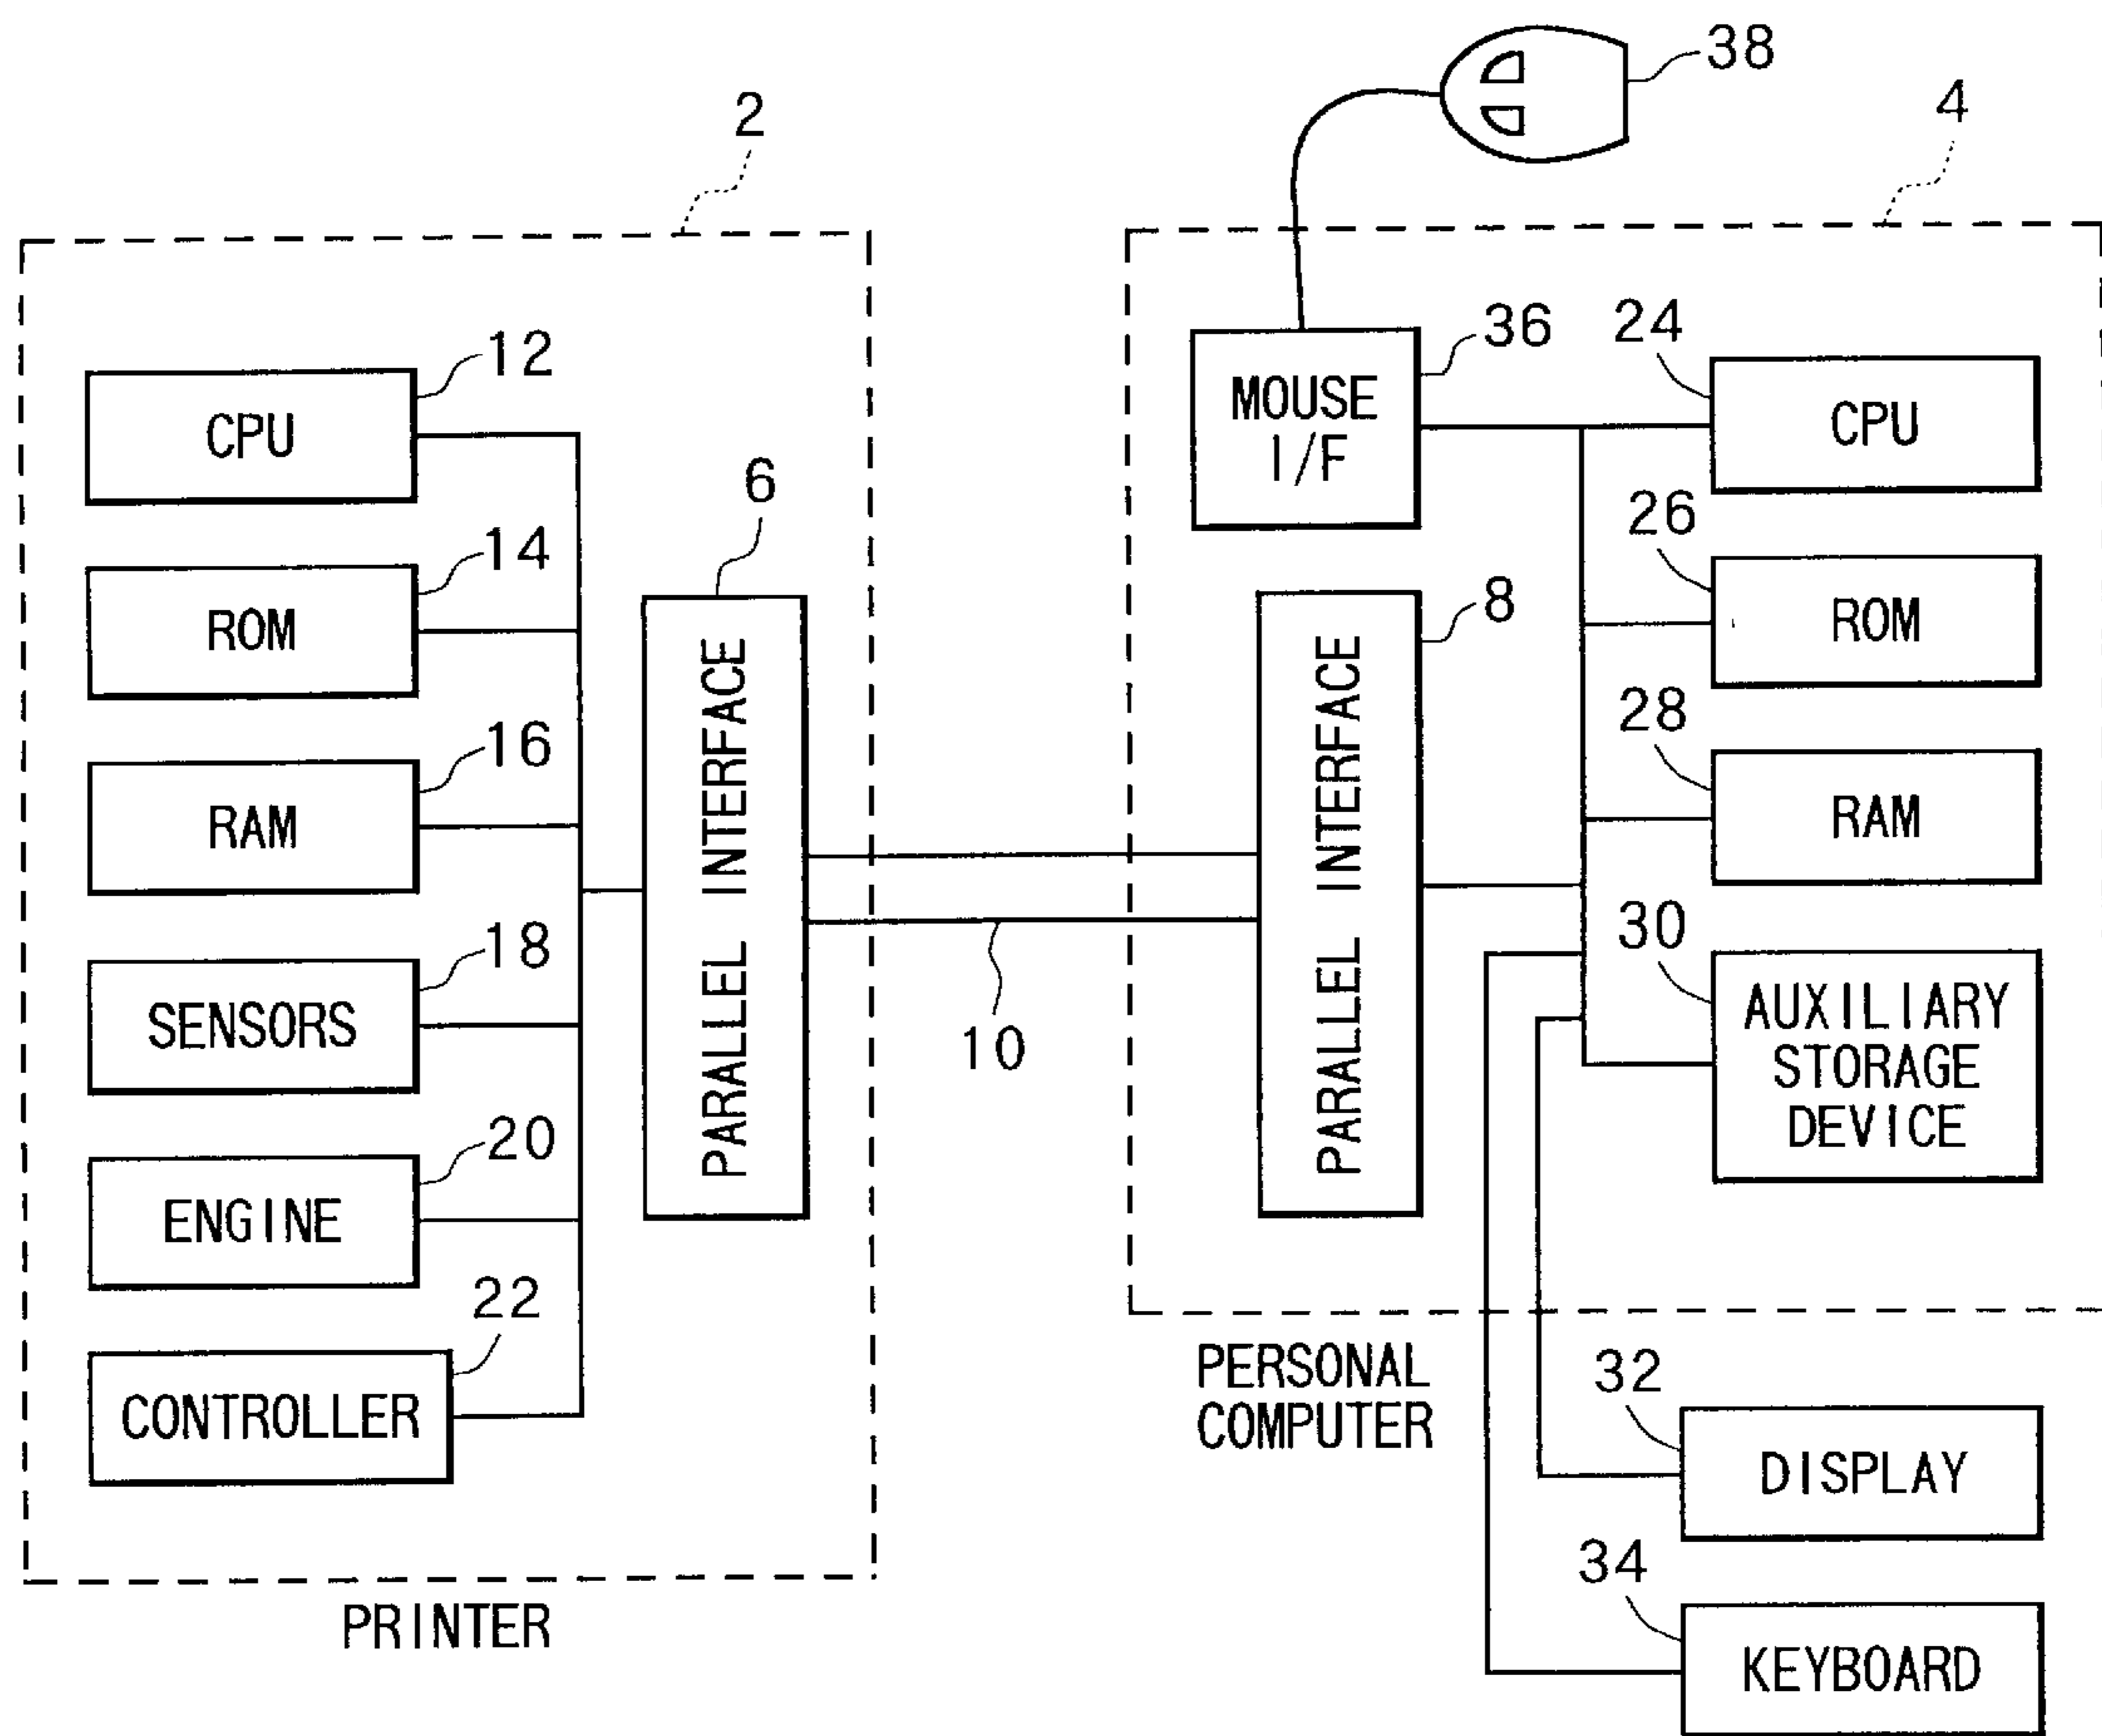 38
2
4
12
CPU
14
ROM
16
RAM
18
SENSORS
20
ENGINE
22
CONTROLLER
6
PARALLEL INTERFACE
PRINTER
10
36
MOUSE
I/F
8
PARALLEL INTERFACE
24
CPU
26
ROM
28
RAM
30
AUXILIARY
STORAGE
DEVICE
PERSONAL
COMPUTER
32
DISPLAY
34
KEYBOARD